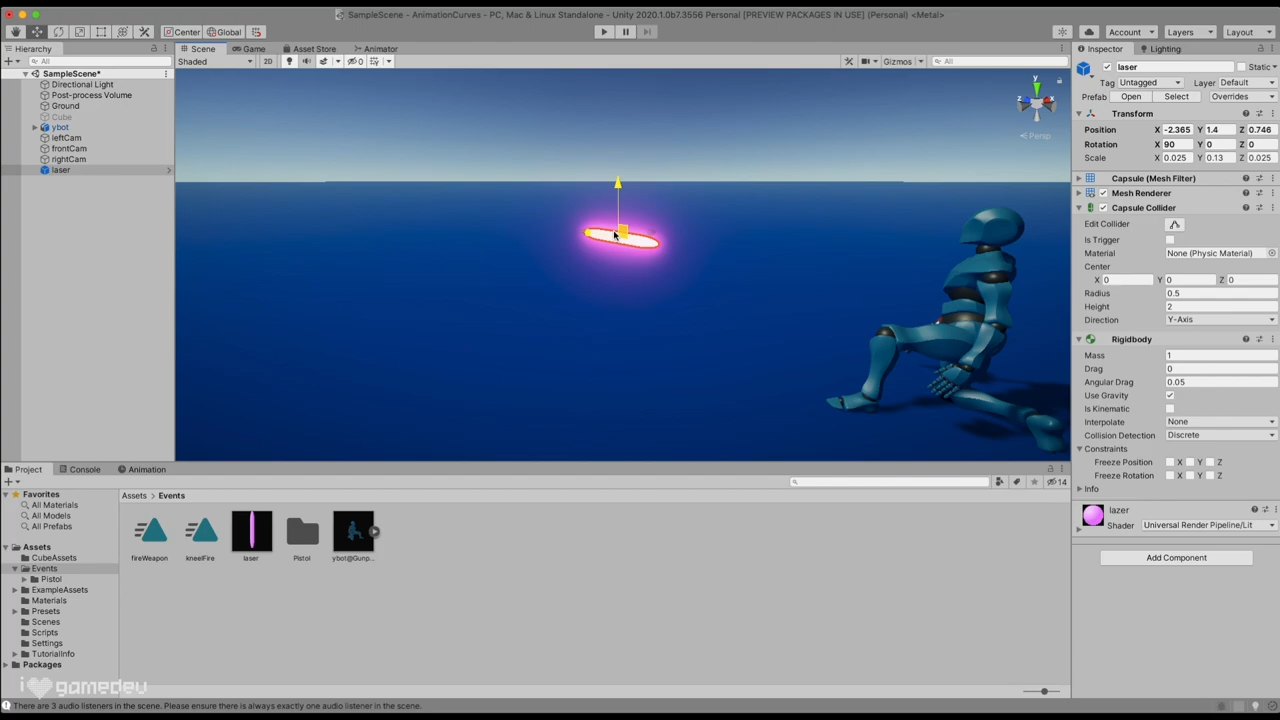 SampleScene - AnimationCurves - PC, Mac & Linux Standalone - Unity 2020.1.0b7.3556 Personal [PREVIEW PACKAGES IN USE] (Personal) <Metal>
Center Global Account Layers Layout
Hierarchy
All
SampleScene*
Directional Light
Post-process Volume
Ground
Cube
ybot
leftCam
frontCam
rightCam
laser
Scene Game Asset Store Animator
Shaded 2D 0 Gizmos All
y
z x
Persp
Inspector Lighting
laser Static
Tag Untagged Layer Default
Prefab Open Select Overrides
Transform
Position X -2.365 Y 1.4 Z 0.746
Rotation X 90 Y 0 Z 0
Scale X 0.025 Y 0.13 Z 0.025
Capsule (Mesh Filter)
Mesh Renderer
Capsule Collider
Edit Collider
Is Trigger
Material None (Physic Material)
Center
X 0 Y 0 Z 0
Radius 0.5
Height 2
Direction Y-Axis
Rigidbody
Mass 1
Drag 0
Angular Drag 0.05
Use Gravity
Is Kinematic
Interpolate None
Collision Detection Discrete
Constraints
Freeze Position X Y Z
Freeze Rotation X Y Z
Info
lazer
Shader Universal Render Pipeline/Lit
Add Component
Project Console Animation
14
Favorites
All Materials
All Models
All Prefabs
Assets
CubeAssets
Events
Pistol
ExampleAssets
Materials
Presets
Scenes
Scripts
Settings
TutorialInfo
Packages
Assets > Events
fireWeapon kneelFire laser Pistol ybot@Gunp...
i gamedev
There are 3 audio listeners in the scene. Please ensure there is always exactly one audio listener in the scene.